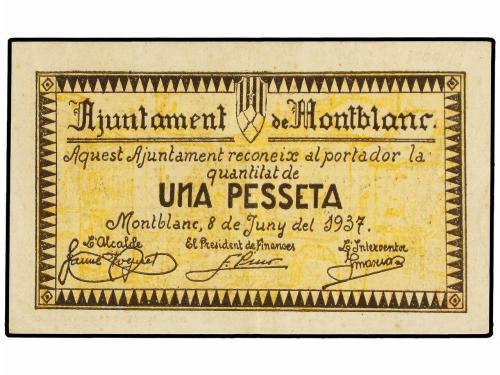 Ajuntament de Montblanc.
Aquest Ajuntament reconeix al portador la
quantitat de
UNA PESSETA
Montblanc, 8 de Juny del 1937.
L'Alcalde El President de Finanses L'Interventor